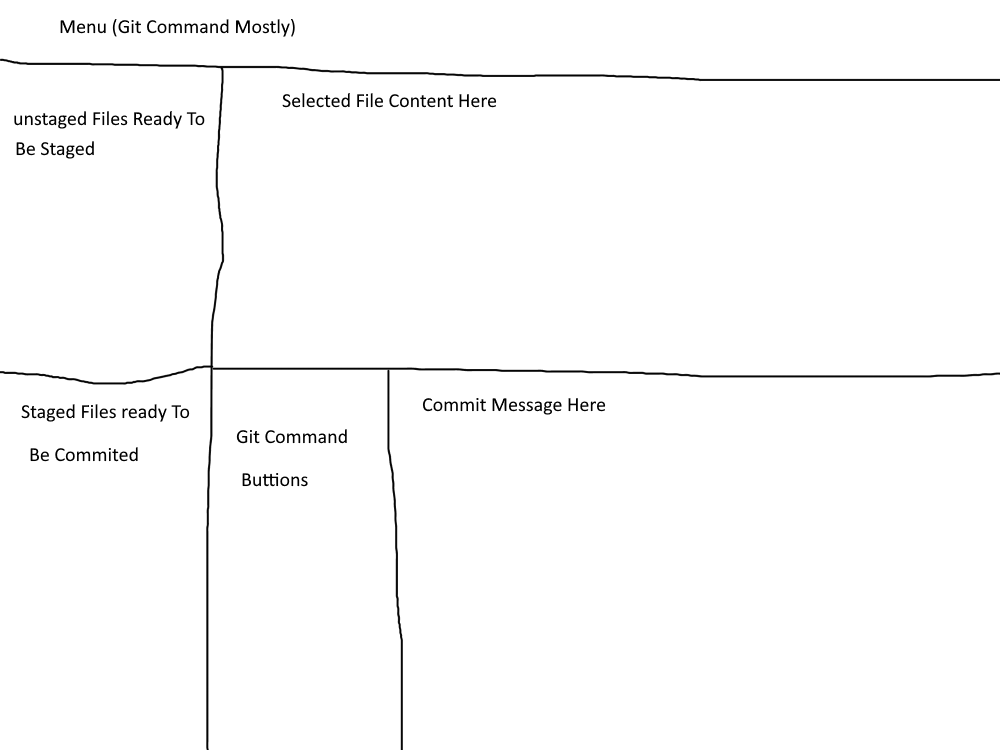 Menu (Git Command Mostly)
Selected File Content Here
unstaged Files Ready To
Be Staged
Staged Files ready To
Be Commited
Git Command
Buttions
Commit Message Here